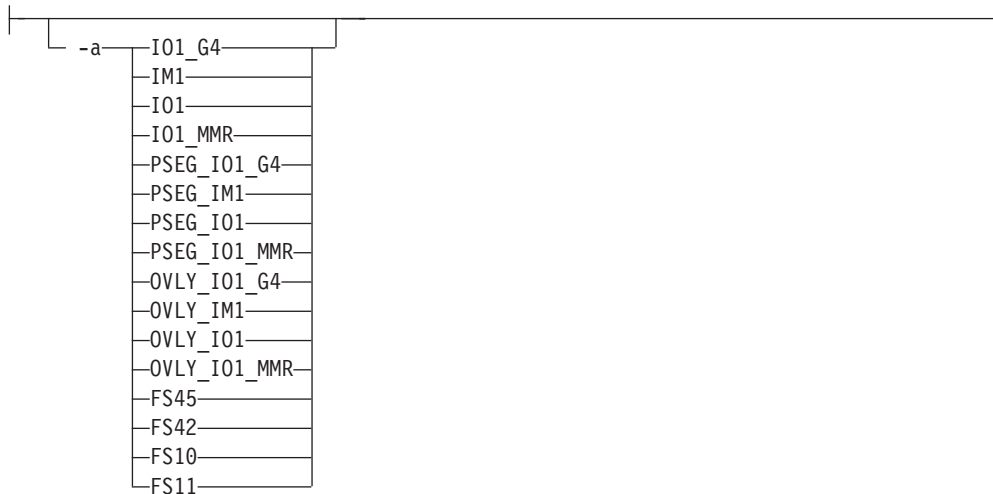 -a IO1_G4
IM1
IO1
IO1_MMR
PSEG_IO1_G4
PSEG_IM1
PSEG_IO1
PSEG_IO1_MMR
OVLY_IO1_G4
OVLY_IM1
OVLY_IO1
OVLY_IO1_MMR
FS45
FS42
FS10
FS11